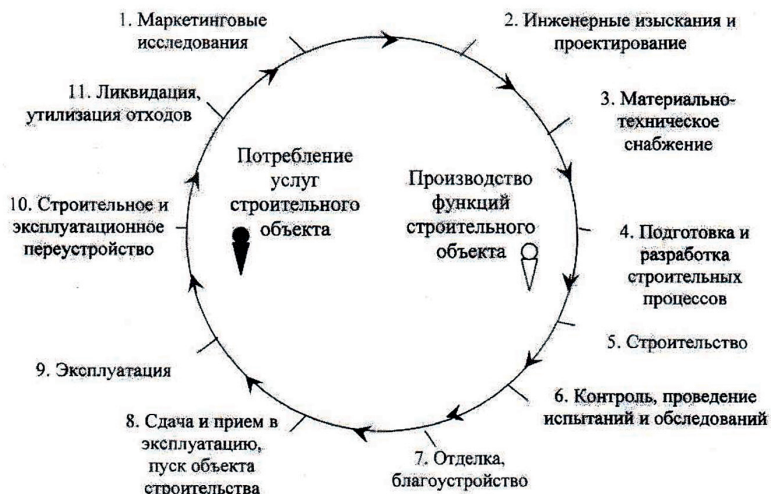 1. Маркетинговые
исследования
2. Инженерные изыскания и
проектирование
3. Материально-
техническое
снабжение
4. Подготовка и
разработка
строительных
процессов
5. Строительство
6. Контроль, проведение
испытаний и обследований
7. Отделка,
благоустройство
8. Сдача и прием в
эксплуатацию,
пуск объекта
строительства
9. Эксплуатация
10. Строительное и
эксплуатационное
переустройство
11. Ликвидация,
утилизация отходов
Потребление
услуг
строительного
объекта
Производство
функций
строительного
объекта